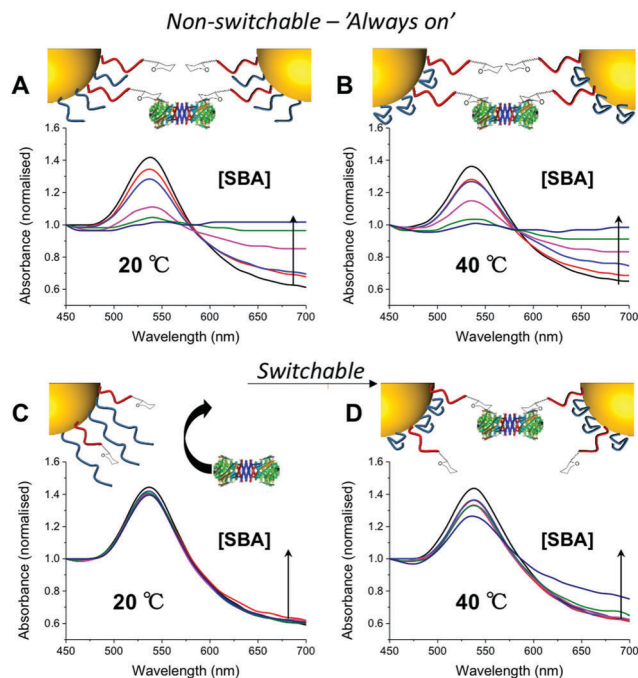 Non-switchable – 'Always on'
A
B
1.6
1.4
1.2
1.0
0.8
0.6
Absorbance (normalised)
[SBA]
20 ℃
450 500 550 600 650 700
Wavelength (nm)
1.6
1.4
1.2
1.0
0.8
0.6
Absorbance (normalised)
[SBA]
40 ℃
450 500 550 600 650 700
Wavelength (nm)
Switchable
C
D
1.6
1.4
1.2
1.0
0.8
0.6
Absorbance (normalised)
[SBA]
20 ℃
450 500 550 600 650 700
Wavelength (nm)
1.6
1.4
1.2
1.0
0.8
0.6
Absorbance (normalised)
[SBA]
40 ℃
450 500 550 600 650 700
Wavelength (nm)